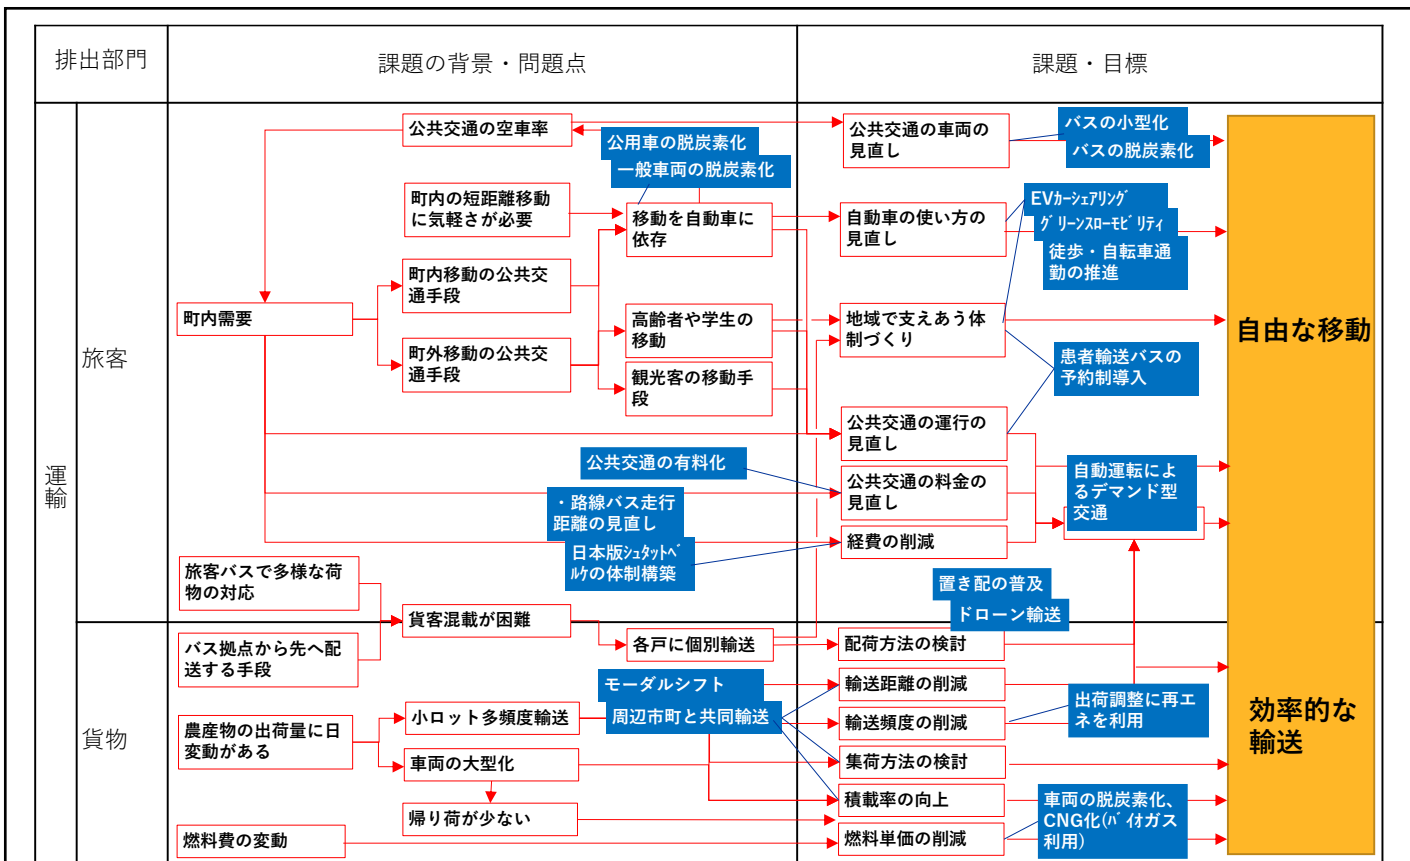 排出部門
課題の背景・問題点
課題・目標
運輸
旅客
貨物
公共交通の空車率
公用車の脱炭素化
一般車両の脱炭素化
町内の短距離移動
に気軽さが必要
移動を自動車に
依存
町内移動の公共交
通手段
町内需要
町外移動の公共交
通手段
高齢者や学生の
移動
観光客の移動手
段
公共交通の有料化
・路線バス走行
距離の見直し
日本版シュタットベ
ルケの体制構築
旅客バスで多様な荷
物の対応
貨客混載が困難
バス拠点から先へ配
送する手段
各戸に個別輸送
モーダルシフト
周辺市町と共同輸送
農産物の出荷量に日
変動がある
小ロット多頻度輸送
車両の大型化
帰り荷が少ない
燃料費の変動
公共交通の車両の
見直し
バスの小型化
バスの脱炭素化
自動車の使い方の
見直し
EVカーシェアリング
グリーンスローモビリティ
徒歩・自転車通
勤の推進
地域で支えあう体
制づくり
患者輸送バスの
予約制導入
公共交通の運行の
見直し
公共交通の料金の
見直し
自動運転によ
るデマンド型
交通
経費の削減
置き配の普及
ドローン輸送
配荷方法の検討
輸送距離の削減
輸送頻度の削減
出荷調整に再エ
ネを利用
集荷方法の検討
積載率の向上
燃料単価の削減
車両の脱炭素化、
CNG化(バイオガス
利用)
自由な移動
効率的な
輸送